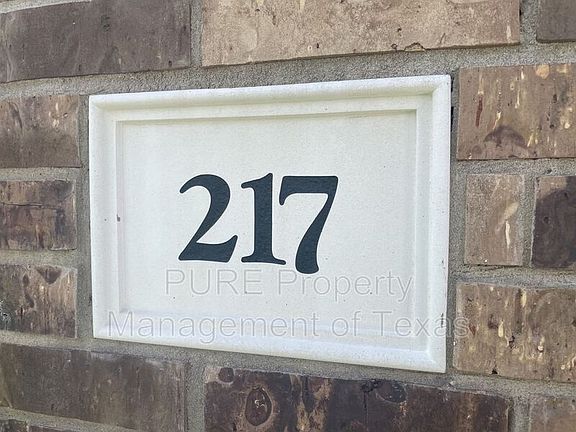 217
PURE Property
Management of Texas